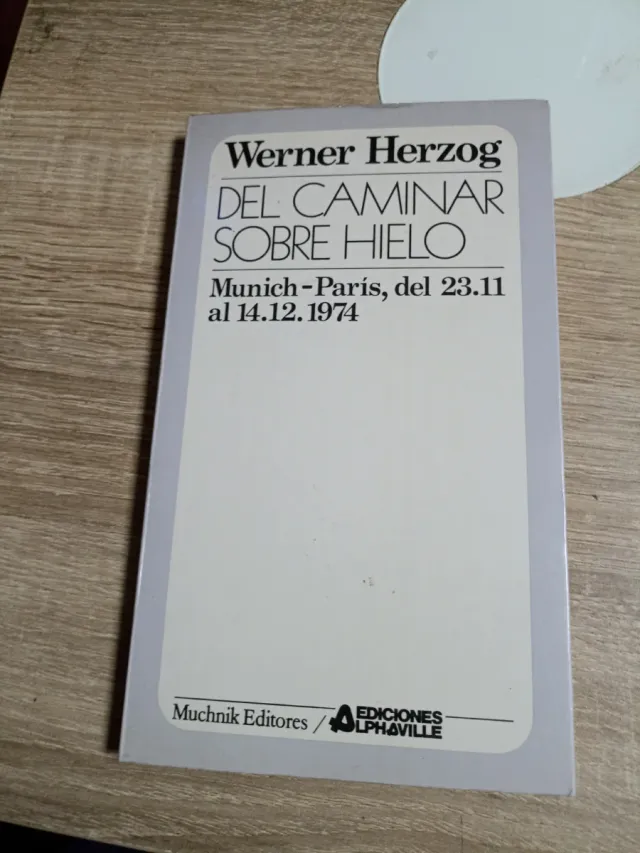 Werner Herzog
DEL CAMINAR
SOBRE HIELO
Munich-París, del 23.11
al 14.12.1974
Muchnik Editores / EDICIONES
ALPHAVILLE